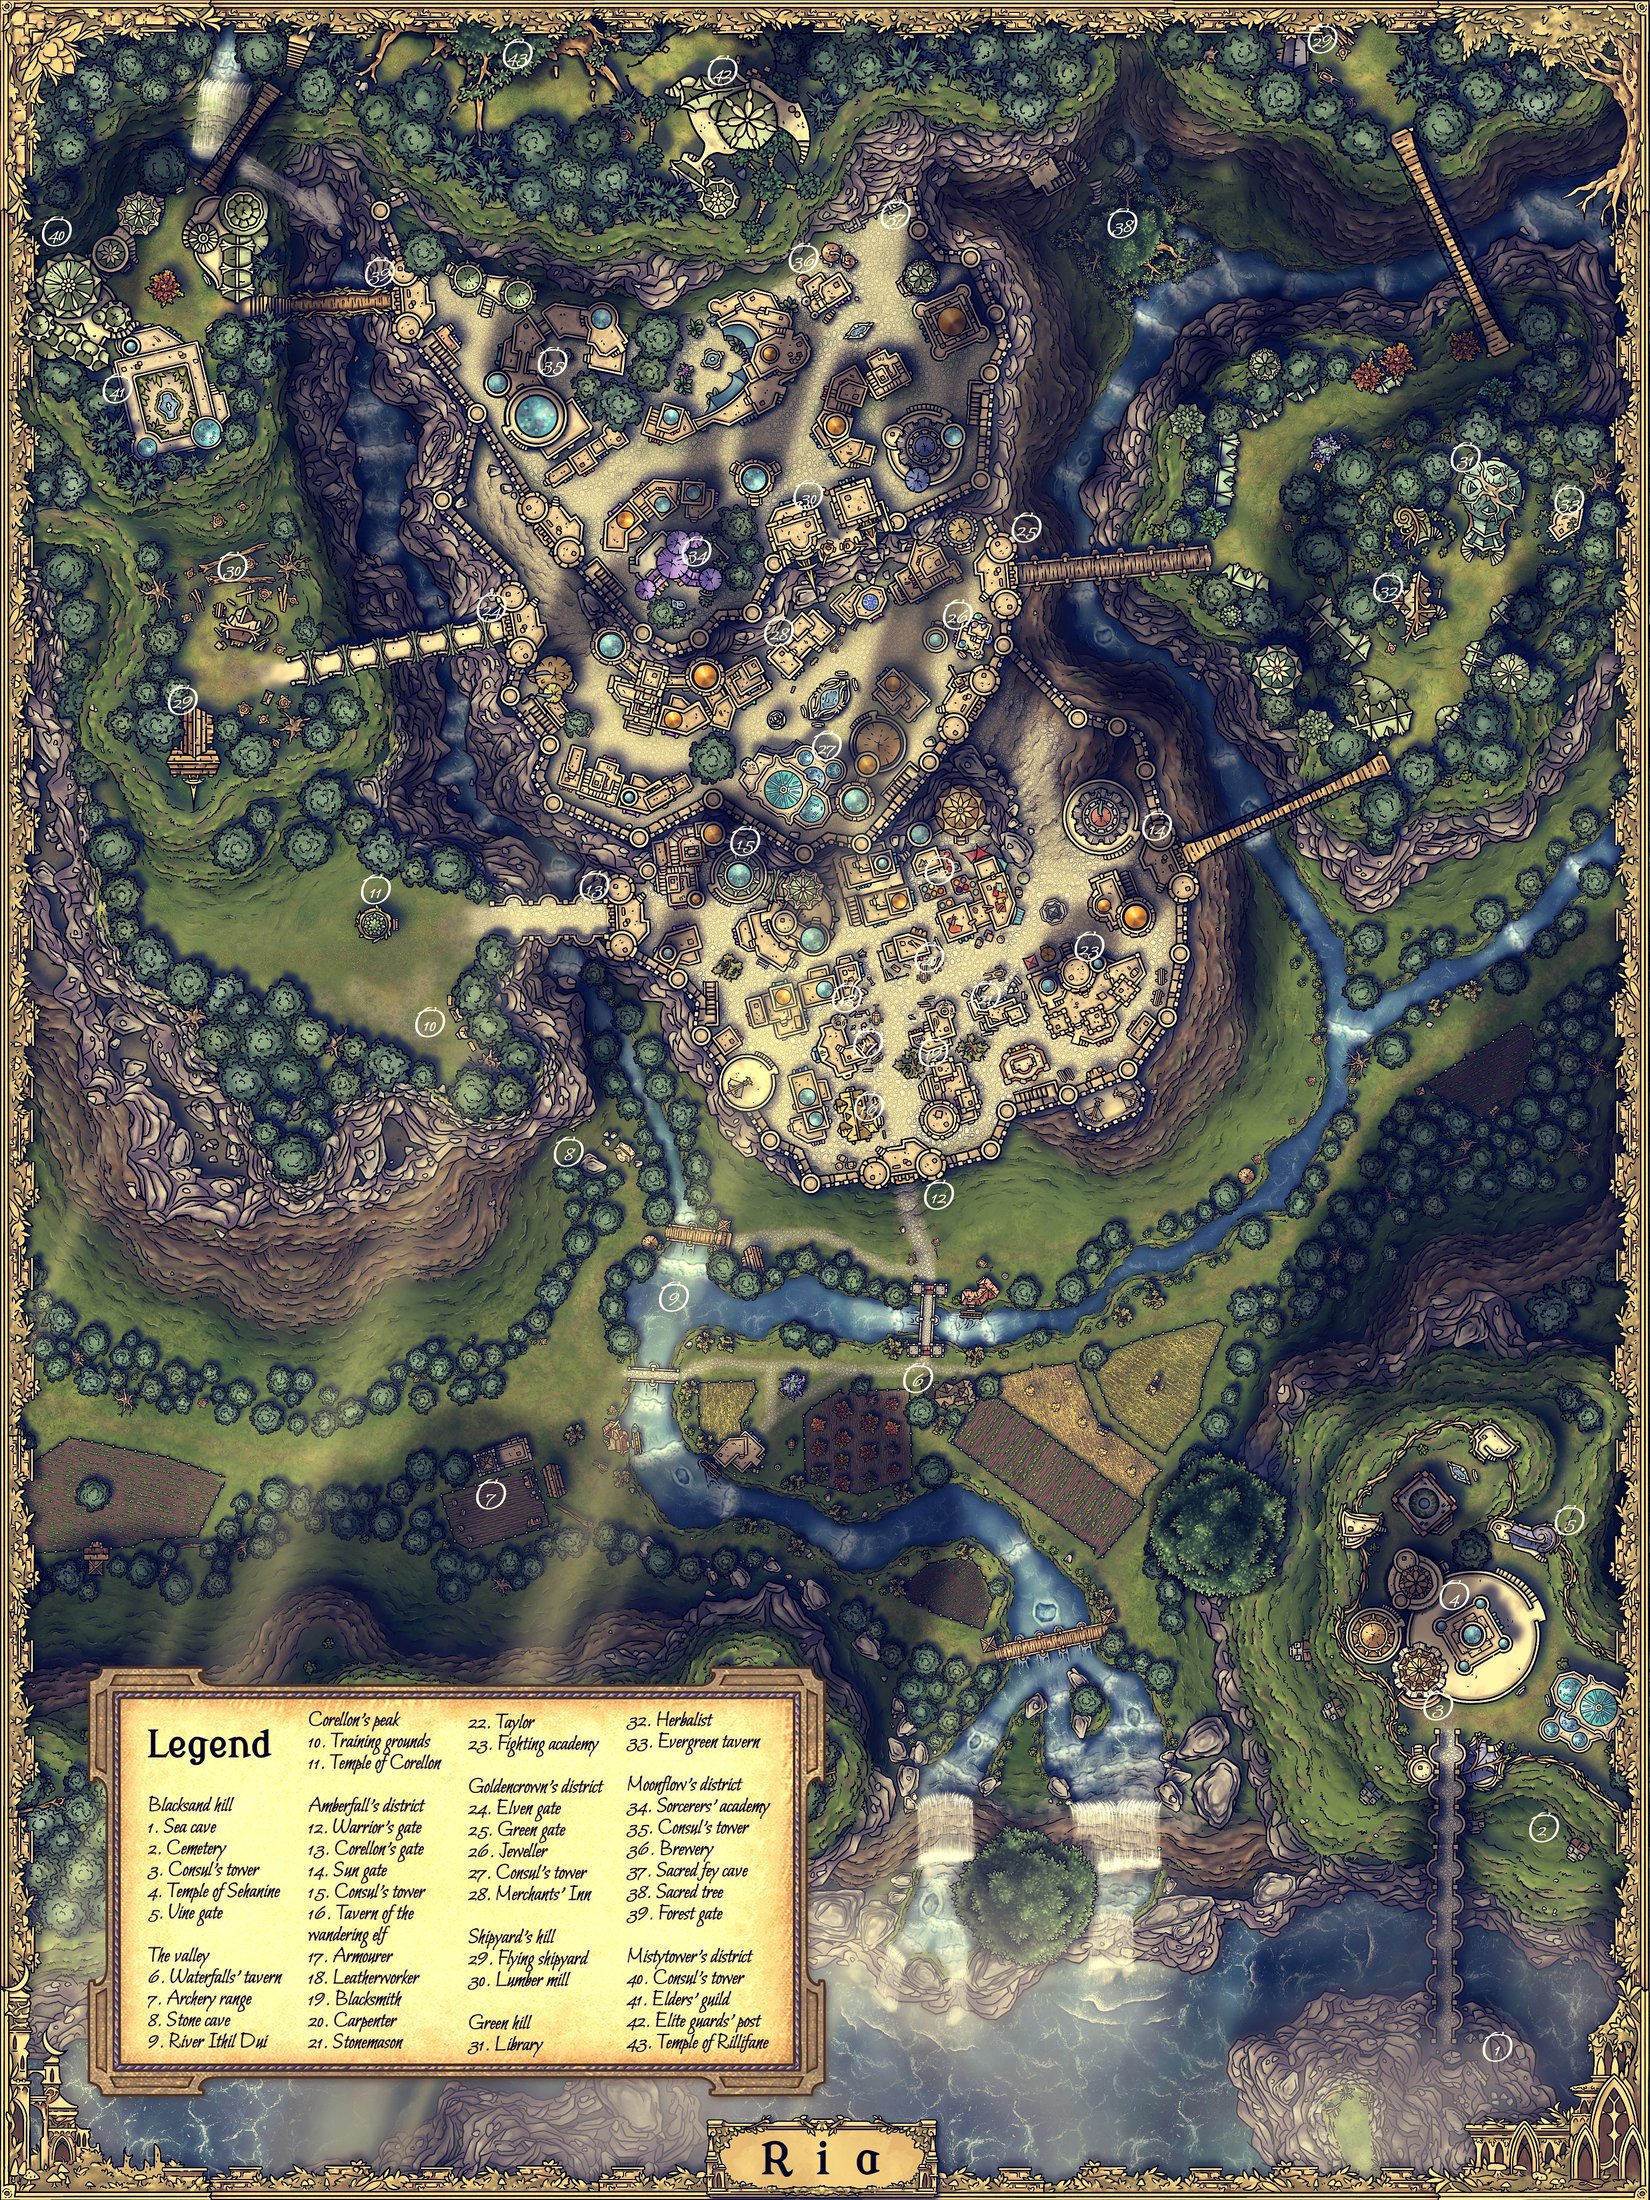 43
42
29
40
39
36
37
38
35
41
31
33
30
25
34
30
24
32
26
28
29
27
14
15
13
11
23
10
8
12
9
6
7
5
4
3
2
1
Legend
Blacksand hill
1. Sea cave
2. Cemetery
3. Consul's tower
4. Temple of Sehanine
5. Vine gate
The valley
6. Waterfalls' tavern
7. Archery range
8. Stone cave
9. River Ithil Dui
Corellon's peak
10. Training grounds
11. Temple of Corellon
Amberfall's district
12. Warrior's gate
13. Corellon's gate
14. Sun gate
15. Consul's tower
16. Tavern of the
wandering elf
17. Armourer
18. Leatherworker
19. Blacksmith
20. Carpenter
21. Stonemason
22. Taylor
23. Fighting academy
Goldencrown's district
24. Elven gate
25. Green gate
26. Jeweller
27. Consul's tower
28. Merchants' Inn
Shipyard's hill
29. Flying shipyard
30. Lumber mill
Green hill
31. Library
32. Herbalist
33. Evergreen tavern
Moonflow's district
34. Sorcerers' academy
35. Consul's tower
36. Brewery
37. Sacred fey cave
38. Sacred tree
39. Forest gate
Mistytower's district
40. Consul's tower
41. Elders' guild
42. Elite guards' post
43. Temple of Rillifane
Ria